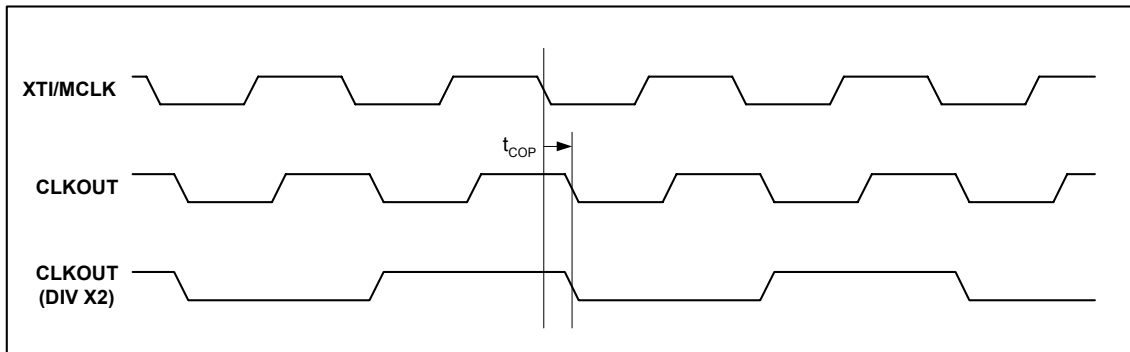 XTI/MCLK
tCOP
CLKOUT
CLKOUT
(DIV X2)